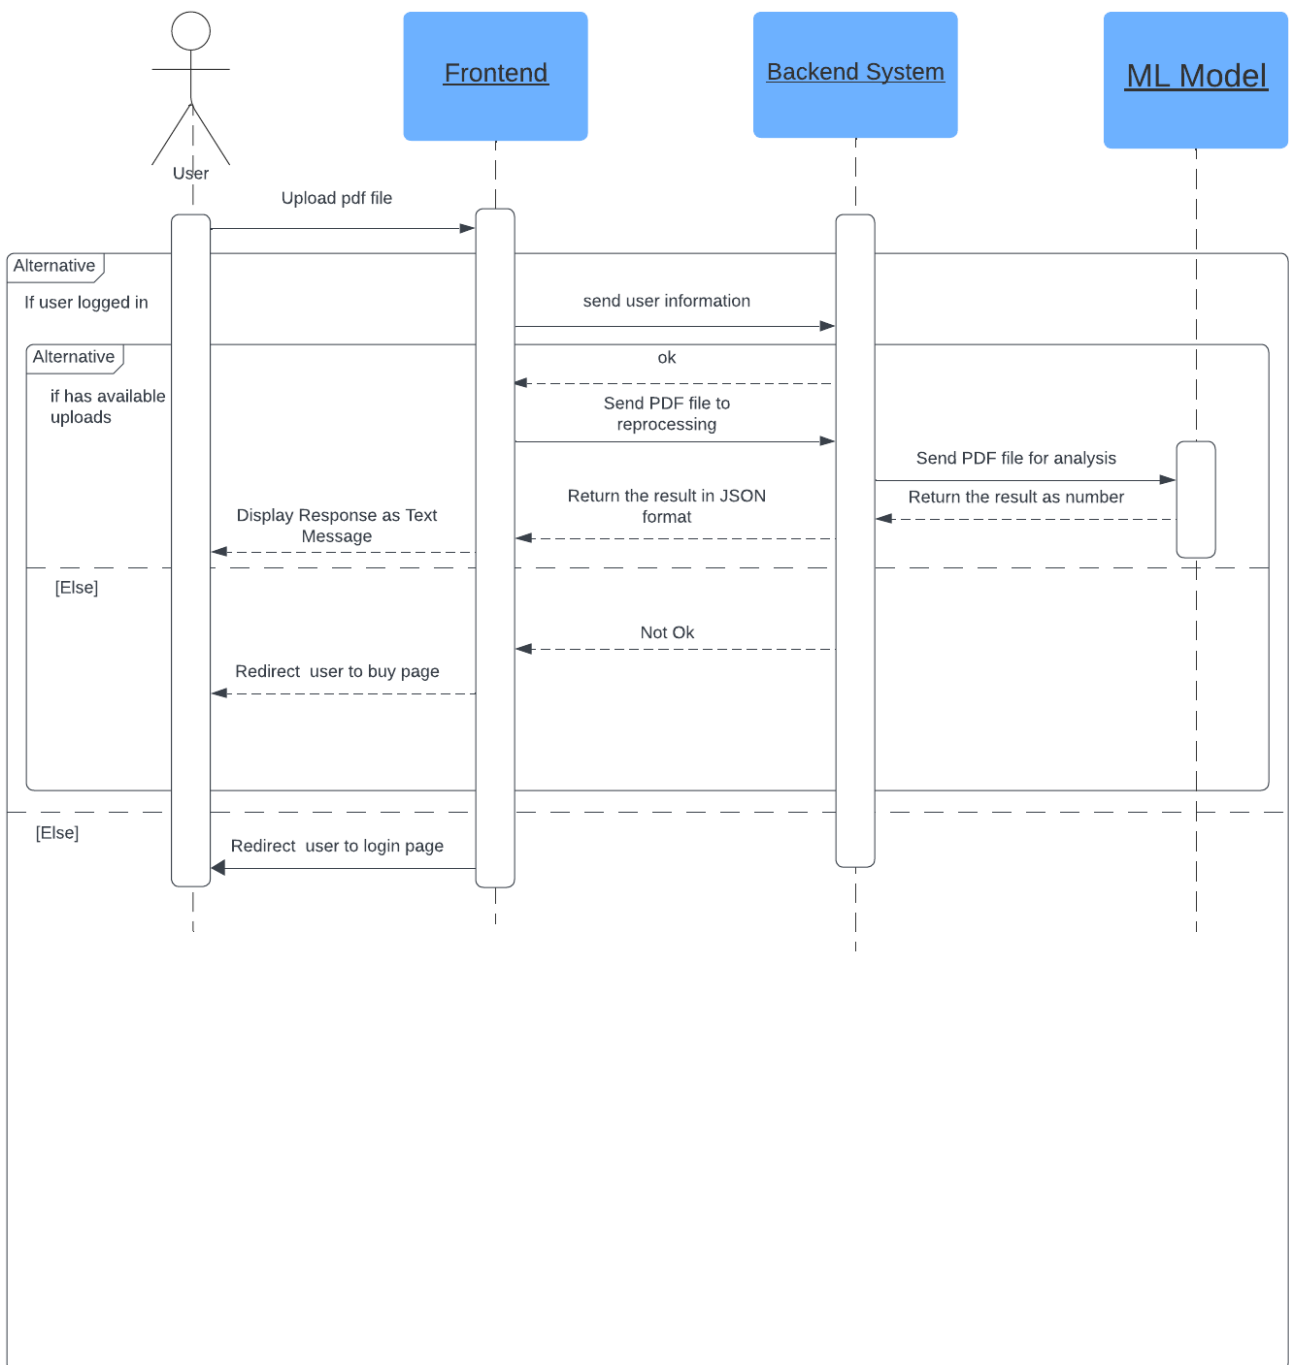 Frontend
Backend System
ML Model
User
Upload pdf file
Alternative
If user logged in
send user information
Alternative
ok
if has available
uploads
Send PDF file to
reprocessing
Send PDF file for analysis
Return the result as number
Return the result in JSON
format
Display Response as Text
Message
[Else]
Not Ok
Redirect  user to buy page
[Else]
Redirect  user to login page